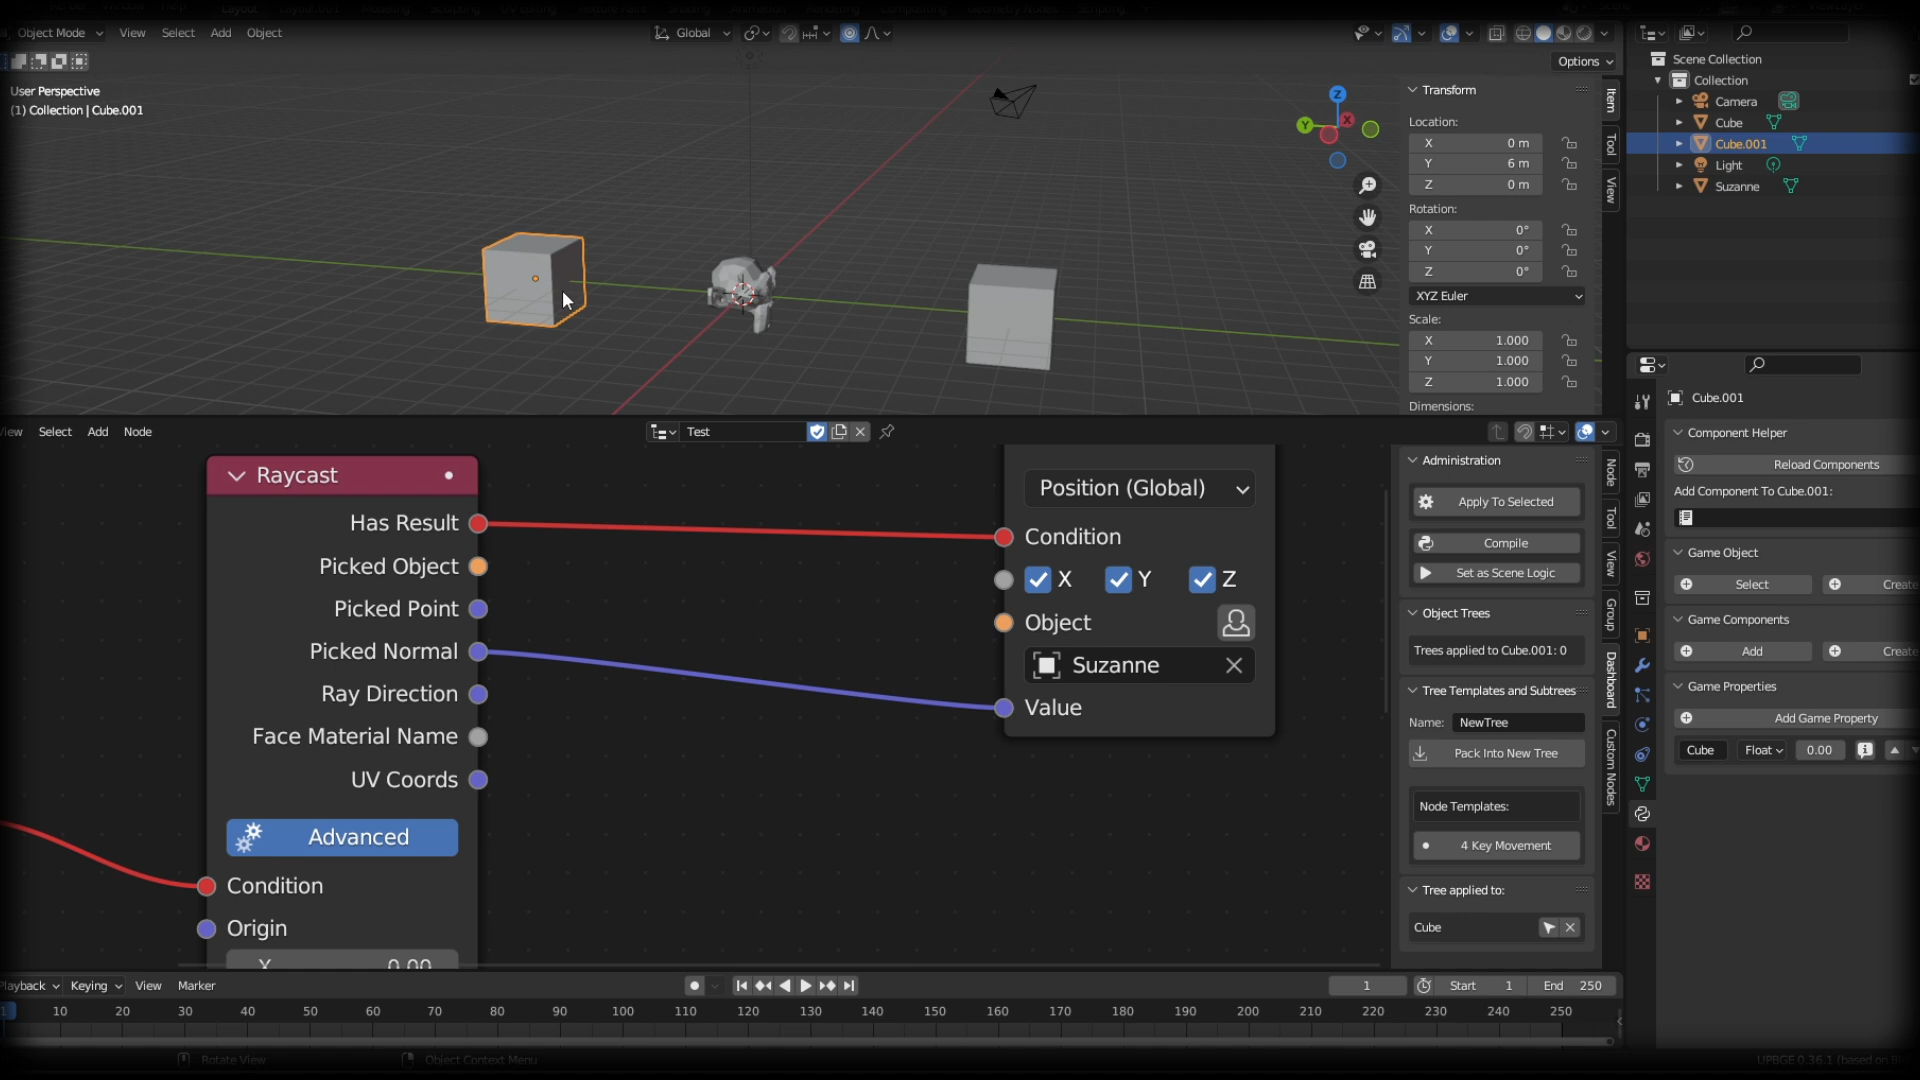 Layout
Object Mode
View
Select
Add
Object
Global
Options
User Perspective
(1) Collection | Cube.001
Z
Y
X
Transform
Location:
X 0 m
Y 6 m
Z 0 m
Rotation:
X 0°
Y 0°
Z 0°
XYZ Euler
Scale:
X 1.000
Y 1.000
Z 1.000
Dimensions:
Item
Tool
View
Scene Collection
Collection
Camera
Cube
Cube.001
Light
Suzanne
Cube.001
Component Helper
Reload Components
Add Component To Cube.001:
Game Object
Select
Create
Game Components
Add
Create
Game Properties
Add Game Property
Cube Float 0.00
View
Select
Add
Node
Test
Raycast
Has Result
Picked Object
Picked Point
Picked Normal
Ray Direction
Face Material Name
UV Coords
Advanced
Condition
Origin
X 0.00
Position (Global)
Condition
X Y Z
Object
Suzanne
Value
Administration
Apply To Selected
Compile
Set as Scene Logic
Object Trees
Trees applied to Cube.001: 0
Tree Templates and Subtrees
Name: NewTree
Pack Into New Tree
Node Templates:
4 Key Movement
Tree applied to:
Cube
Node
Tool
View
Group
Dashboard
Custom Nodes
Playback
Keying
View
Marker
1
Start 1
End 250
1 10 20 30 40 50 60 70 80 90 100 110 120 130 140 150 160 170 180 190 200 210 220 230 240 250
Rotate View
Object Context Menu
UPBGE 0.36.1 (based on